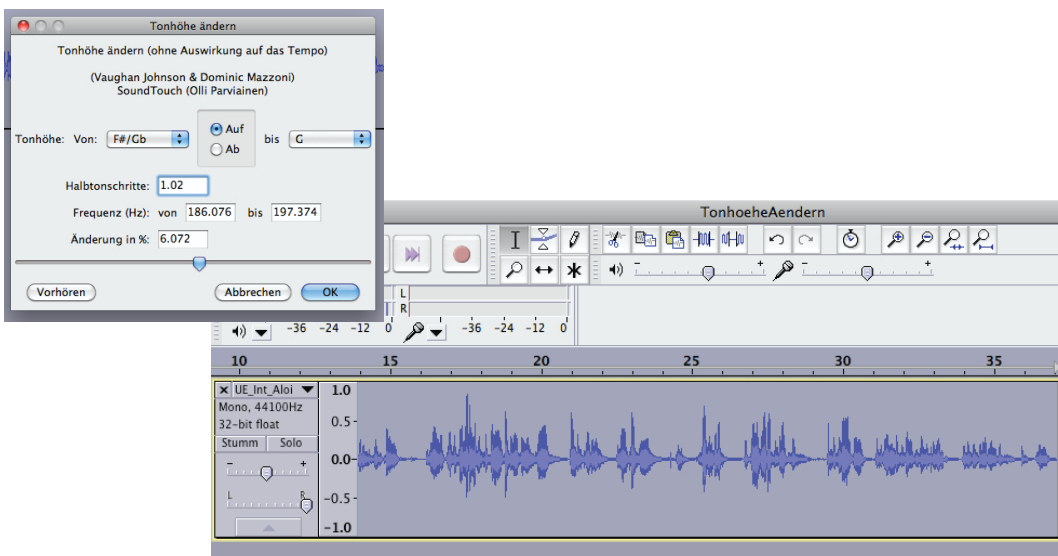 Tonhöhe ändern
Tonhöhe ändern (ohne Auswirkung auf das Tempo)
(Vaughan Johnson & Dominic Mazzoni)
SoundTouch (Olli Parviainen)
Tonhöhe: Von: F#/Gb Auf Ab bis G
Halbtonschritte: 1.02
Frequenz (Hz): von 186.076 bis 197.374
Änderung in %: 6.072
Vorhören Abbrechen OK
TonhoeheAendern
L
R
-36 -24 -12 0 -36 -24 -12 0
- + - +
10 15 20 25 30 35
UE_Int_Aloi
Mono, 44100Hz
32-bit float
Stumm Solo
- +
L R
1.0
0.5-
0.0-
-0.5-
-1.0